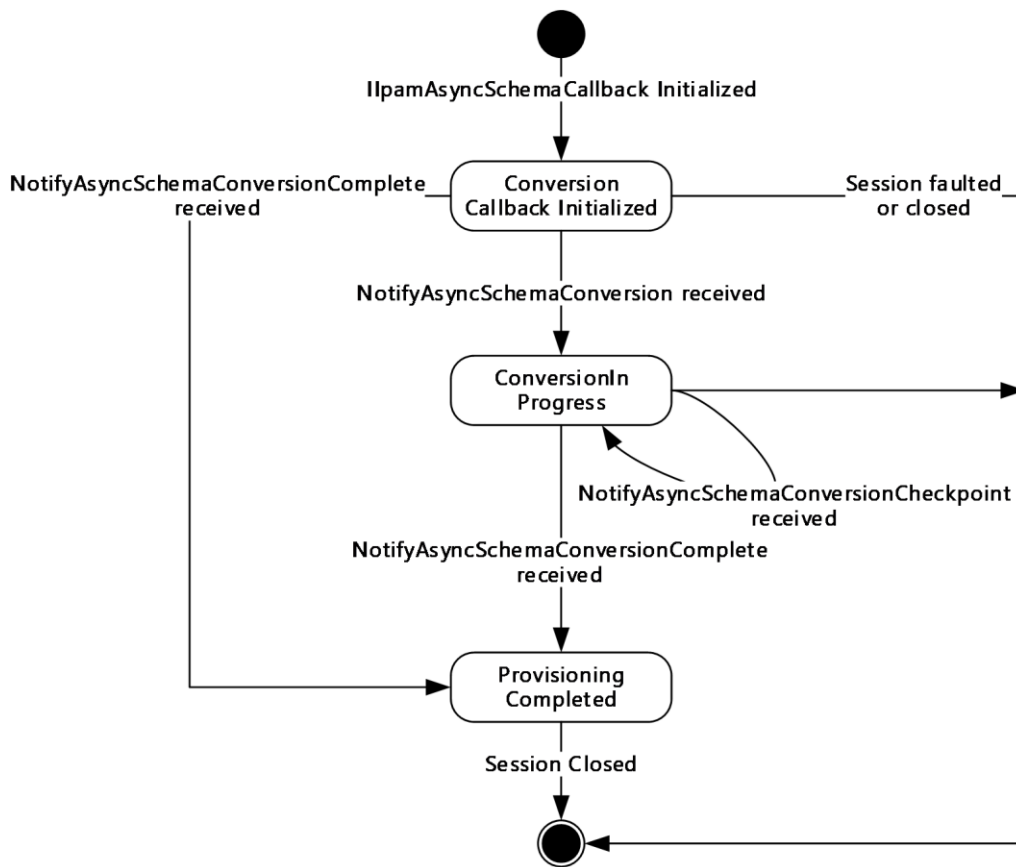 IIpamAsyncSchemaCallback Initialized
NotifyAsyncSchemaConversionComplete
received
Conversion
Callback Initialized
Session faulted
or closed
NotifyAsyncSchemaConversion received
ConversionIn
Progress
NotifyAsyncSchemaConversionCheckpoint
received
NotifyAsyncSchemaConversionComplete
received
Provisioning
Completed
Session Closed